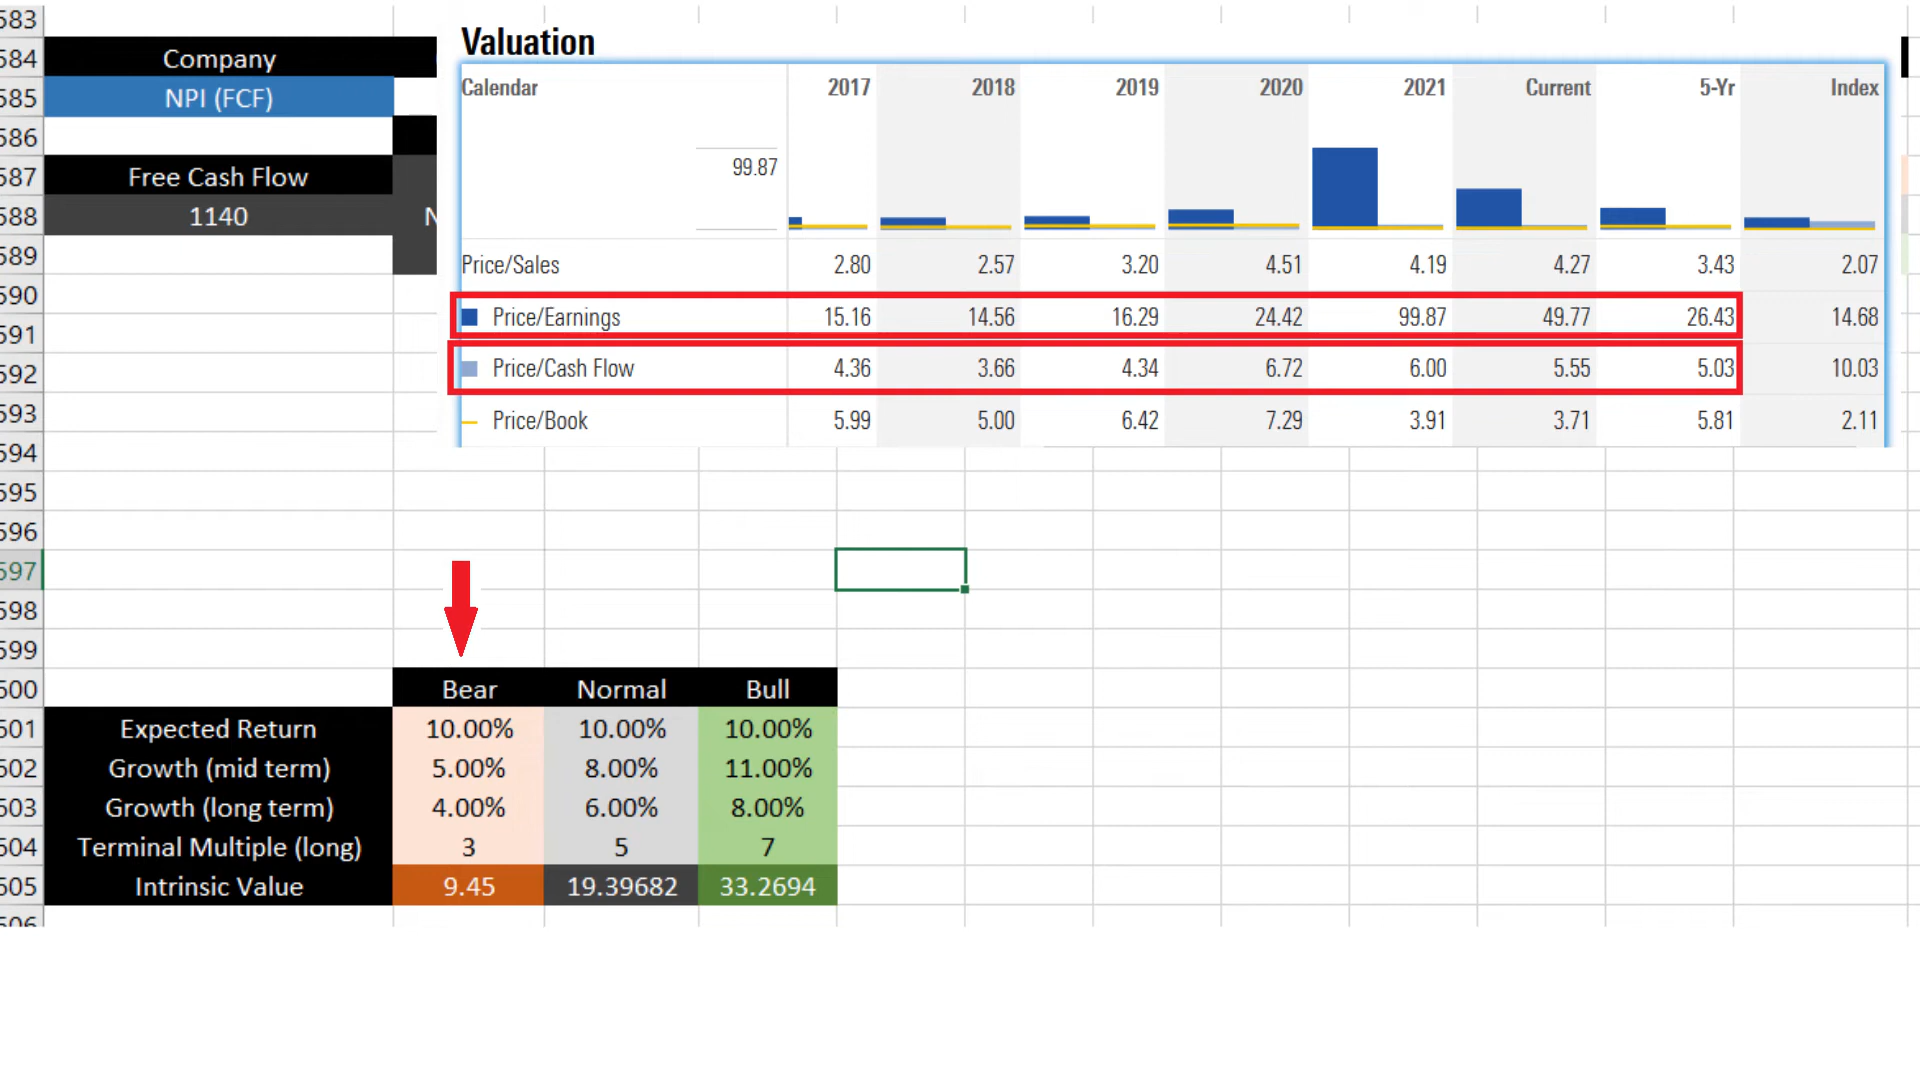 583
584 Company
585 NPI (FCF)
586
587 Free Cash Flow
588 1140 N
589
590
591
592
593
594
595
596
597
598
599
Valuation
Calendar 2017 2018 2019 2020 2021 Current 5-Yr Index
99.87
Price/Sales 2.80 2.57 3.20 4.51 4.19 4.27 3.43 2.07
Price/Earnings 15.16 14.56 16.29 24.42 99.87 49.77 26.43 14.68
Price/Cash Flow 4.36 3.66 4.34 6.72 6.00 5.55 5.03 10.03
Price/Book 5.99 5.00 6.42 7.29 3.91 3.71 5.81 2.11
600 Bear Normal Bull
601 Expected Return 10.00% 10.00% 10.00%
602 Growth (mid term) 5.00% 8.00% 11.00%
603 Growth (long term) 4.00% 6.00% 8.00%
604 Terminal Multiple (long) 3 5 7
605 Intrinsic Value 9.45 19.39682 33.2694